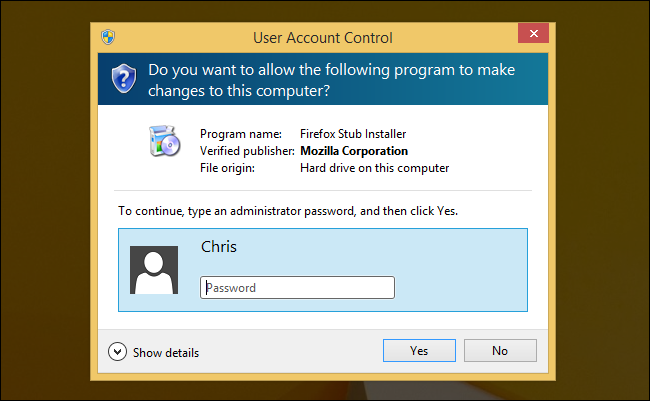 User Account Control
Do you want to allow the following program to make
changes to this computer?
Program name: Firefox Stub Installer
Verified publisher: Mozilla Corporation
File origin: Hard drive on this computer
To continue, type an administrator password, and then click Yes.
Chris
Password
Show details
Yes
No